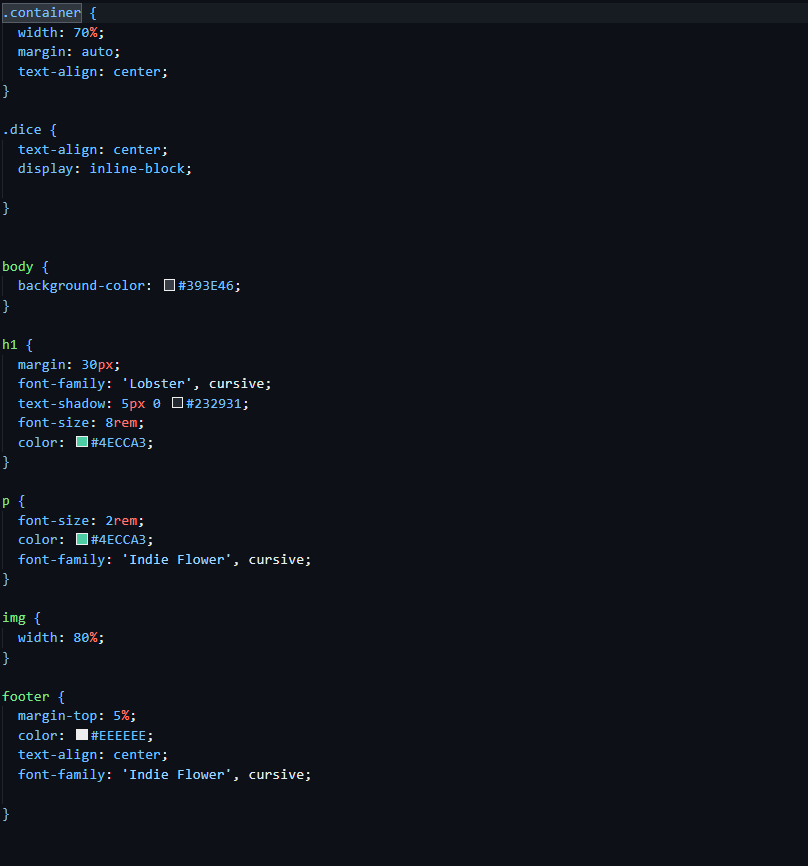 .container {
  width: 70%;
  margin: auto;
  text-align: center;
}
.dice {
  text-align: center;
  display: inline-block;
}
body {
  background-color: #393E46;
}
h1 {
  margin: 30px;
  font-family: 'Lobster', cursive;
  text-shadow: 5px 0 #232931;
  font-size: 8rem;
  color: #4ECCA3;
}
p {
  font-size: 2rem;
  color: #4ECCA3;
  font-family: 'Indie Flower', cursive;
}
img {
  width: 80%;
}
footer {
  margin-top: 5%;
  color: #EEEEEE;
  text-align: center;
  font-family: 'Indie Flower', cursive;
}